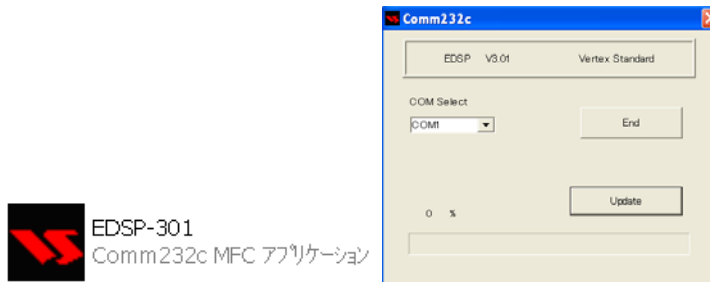 EDSP-301
Comm232c MFC アプリケーション
Comm232c
EDSP V3.01 Vertex Standard
COM Select
COM1
End
Update
0 %